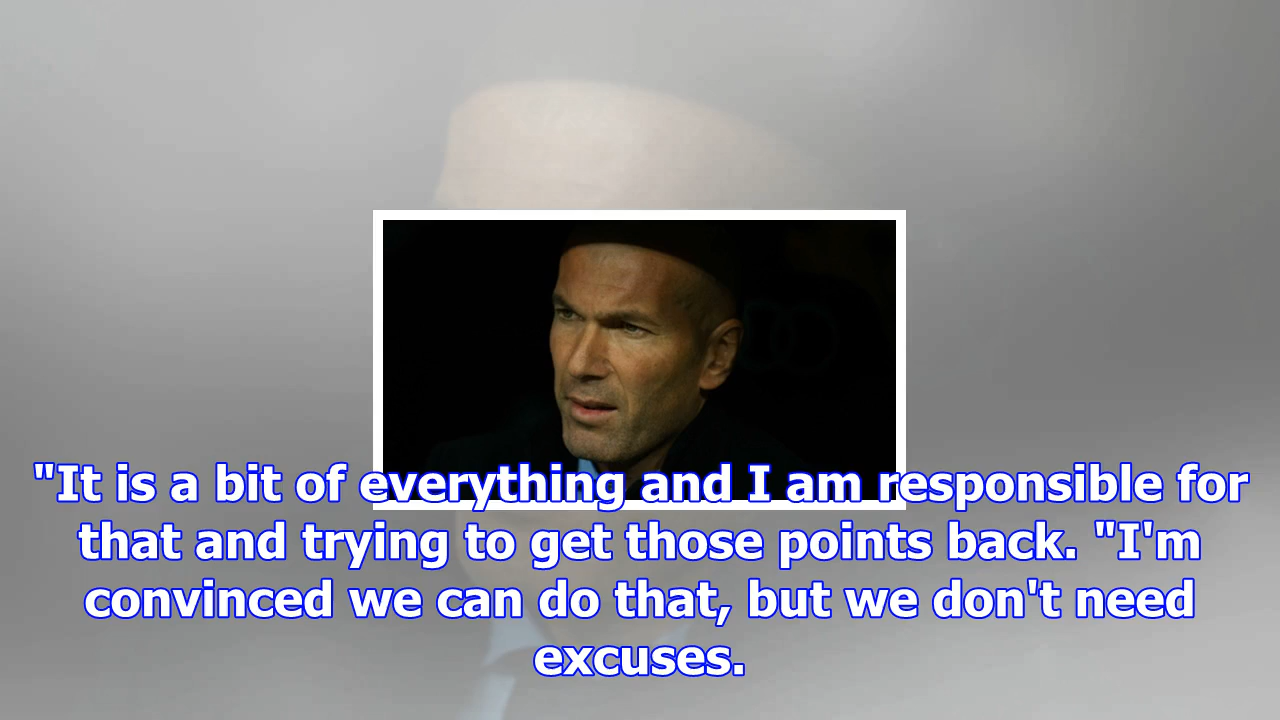 "It is a bit of everything and I am responsible for
that and trying to get those points back. "I'm
convinced we can do that, but we don't need
excuses.